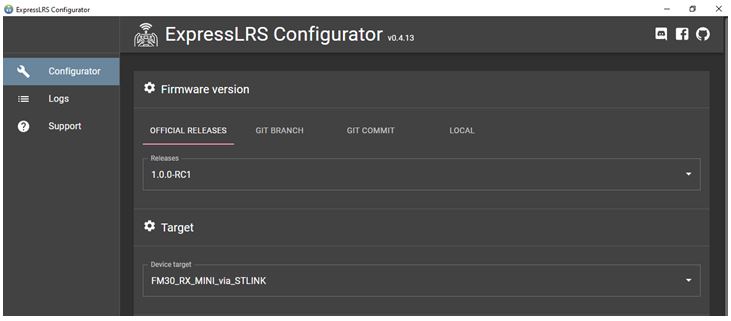 ExpressLRS Configurator
ExpressLRS Configurator v0.4.13
Configurator
Logs
Support
Firmware version
OFFICIAL RELEASES GIT BRANCH GIT COMMIT LOCAL
Releases
1.0.0-RC1
Target
Device target
FM30_RX_MINI_via_STLINK